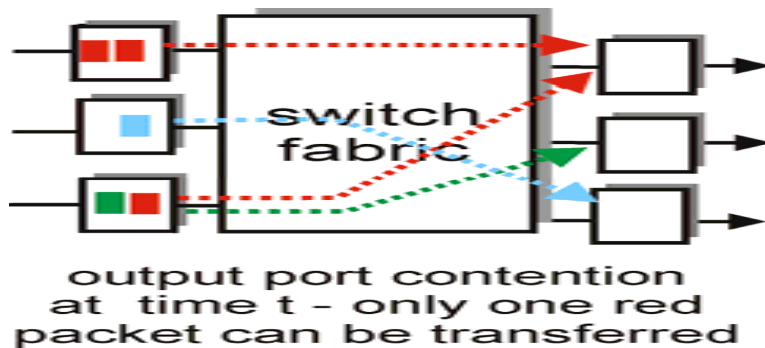 switch
fabric
output port contention
at time t - only one red
packet can be transferred